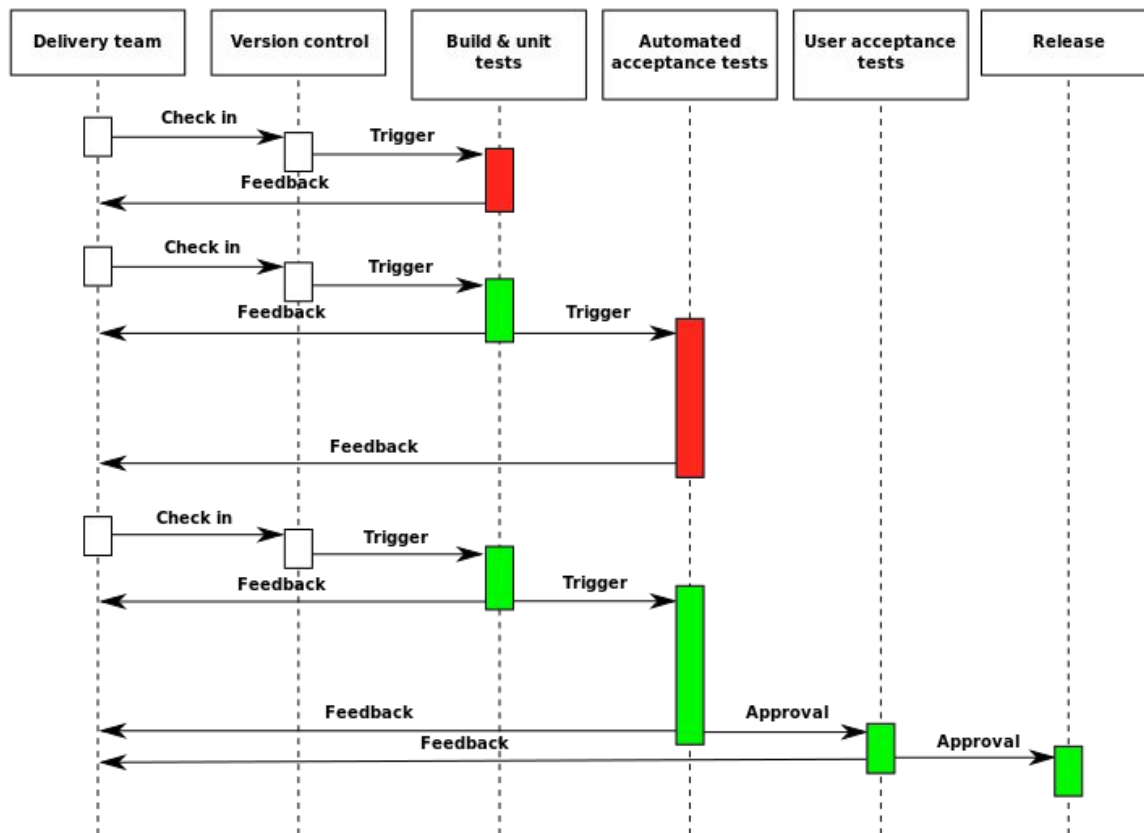 Delivery team
Version control
Build & unit
tests
Automated
acceptance tests
User acceptance
tests
Release
Check in
Trigger
Feedback
Check in
Trigger
Feedback
Trigger
Feedback
Check in
Trigger
Feedback
Trigger
Feedback
Approval
Feedback
Approval